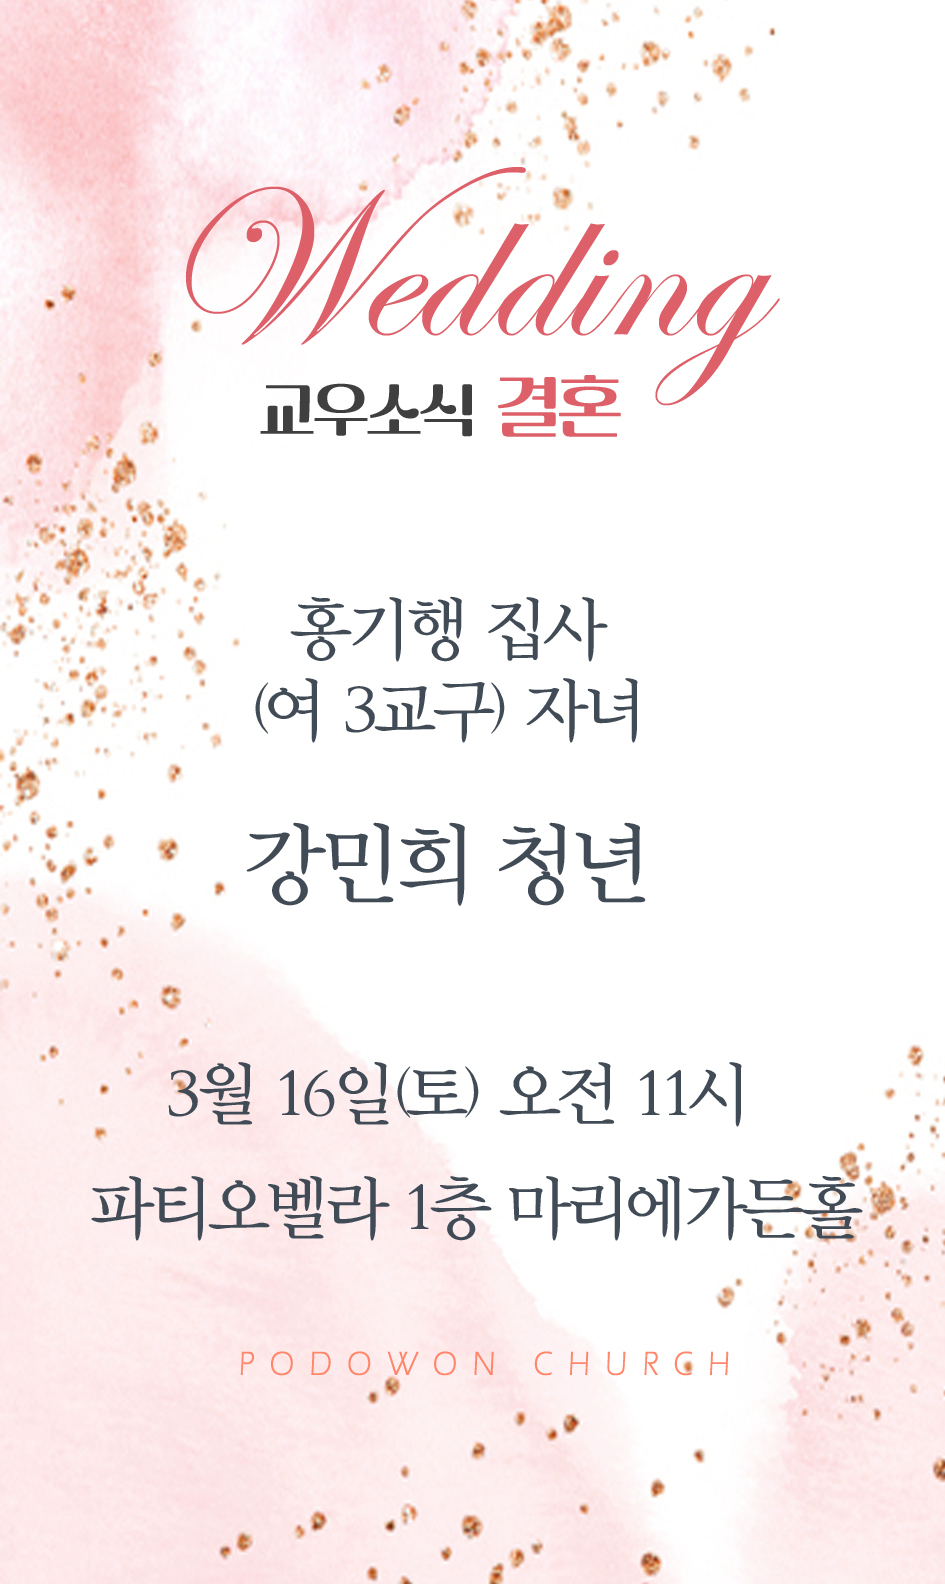 Wedding
교우소식 결혼
홍기행 집사
(여 3교구) 자녀
강민희 청년
3월 16일(토) 오전 11시
파티오벨라 1층 마리에가든홀
PODOWON CHURCH